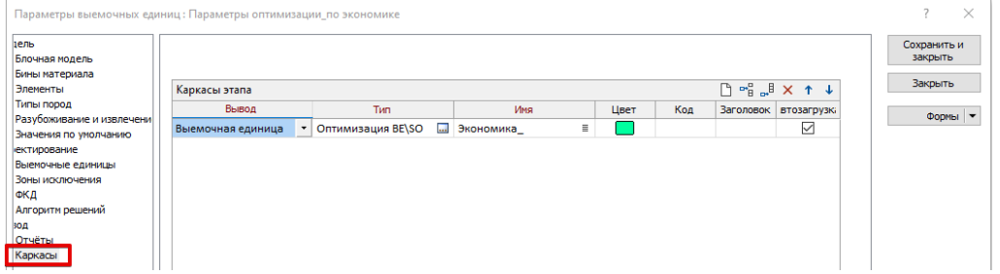 Параметры выемочных единиц : Параметры оптимизации_по экономике
?
дель
Блочная модель
Бины материала
Элементы
Типы пород
Разубоживание и извлечени
Значения по умолчанию
ектирование
Выемочные единицы
Зоны исключения
ФКД
Алгоритм решений
вод
Отчёты
Каркасы
Каркасы этапа
Вывод Тип Имя Цвет Код Заголовок втозагрузка
Выемочная единица Оптимизация ВЕ\SO Экономика_
Сохранить и
закрыть
Закрыть
Формы